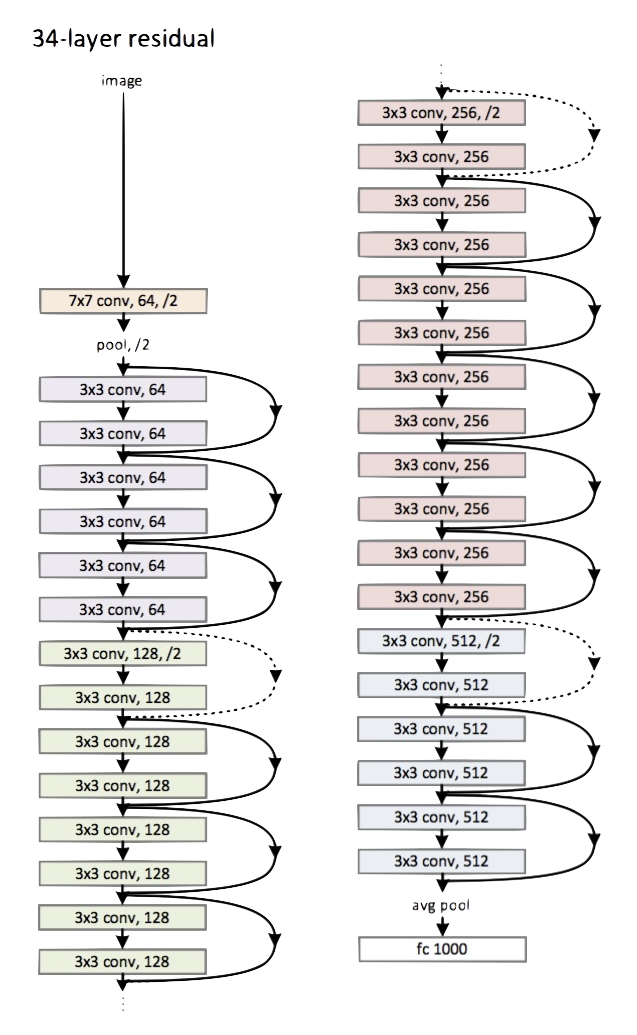 34-layer residual
image
7x7 conv, 64, /2
pool, /2
3x3 conv, 64
3x3 conv, 64
3x3 conv, 64
3x3 conv, 64
3x3 conv, 64
3x3 conv, 64
3x3 conv, 128, /2
3x3 conv, 128
3x3 conv, 128
3x3 conv, 128
3x3 conv, 128
3x3 conv, 128
3x3 conv, 128
3x3 conv, 128
3x3 conv, 256, /2
3x3 conv, 256
3x3 conv, 256
3x3 conv, 256
3x3 conv, 256
3x3 conv, 256
3x3 conv, 256
3x3 conv, 256
3x3 conv, 256
3x3 conv, 256
3x3 conv, 256
3x3 conv, 256
3x3 conv, 512, /2
3x3 conv, 512
3x3 conv, 512
3x3 conv, 512
3x3 conv, 512
3x3 conv, 512
avg pool
fc 1000